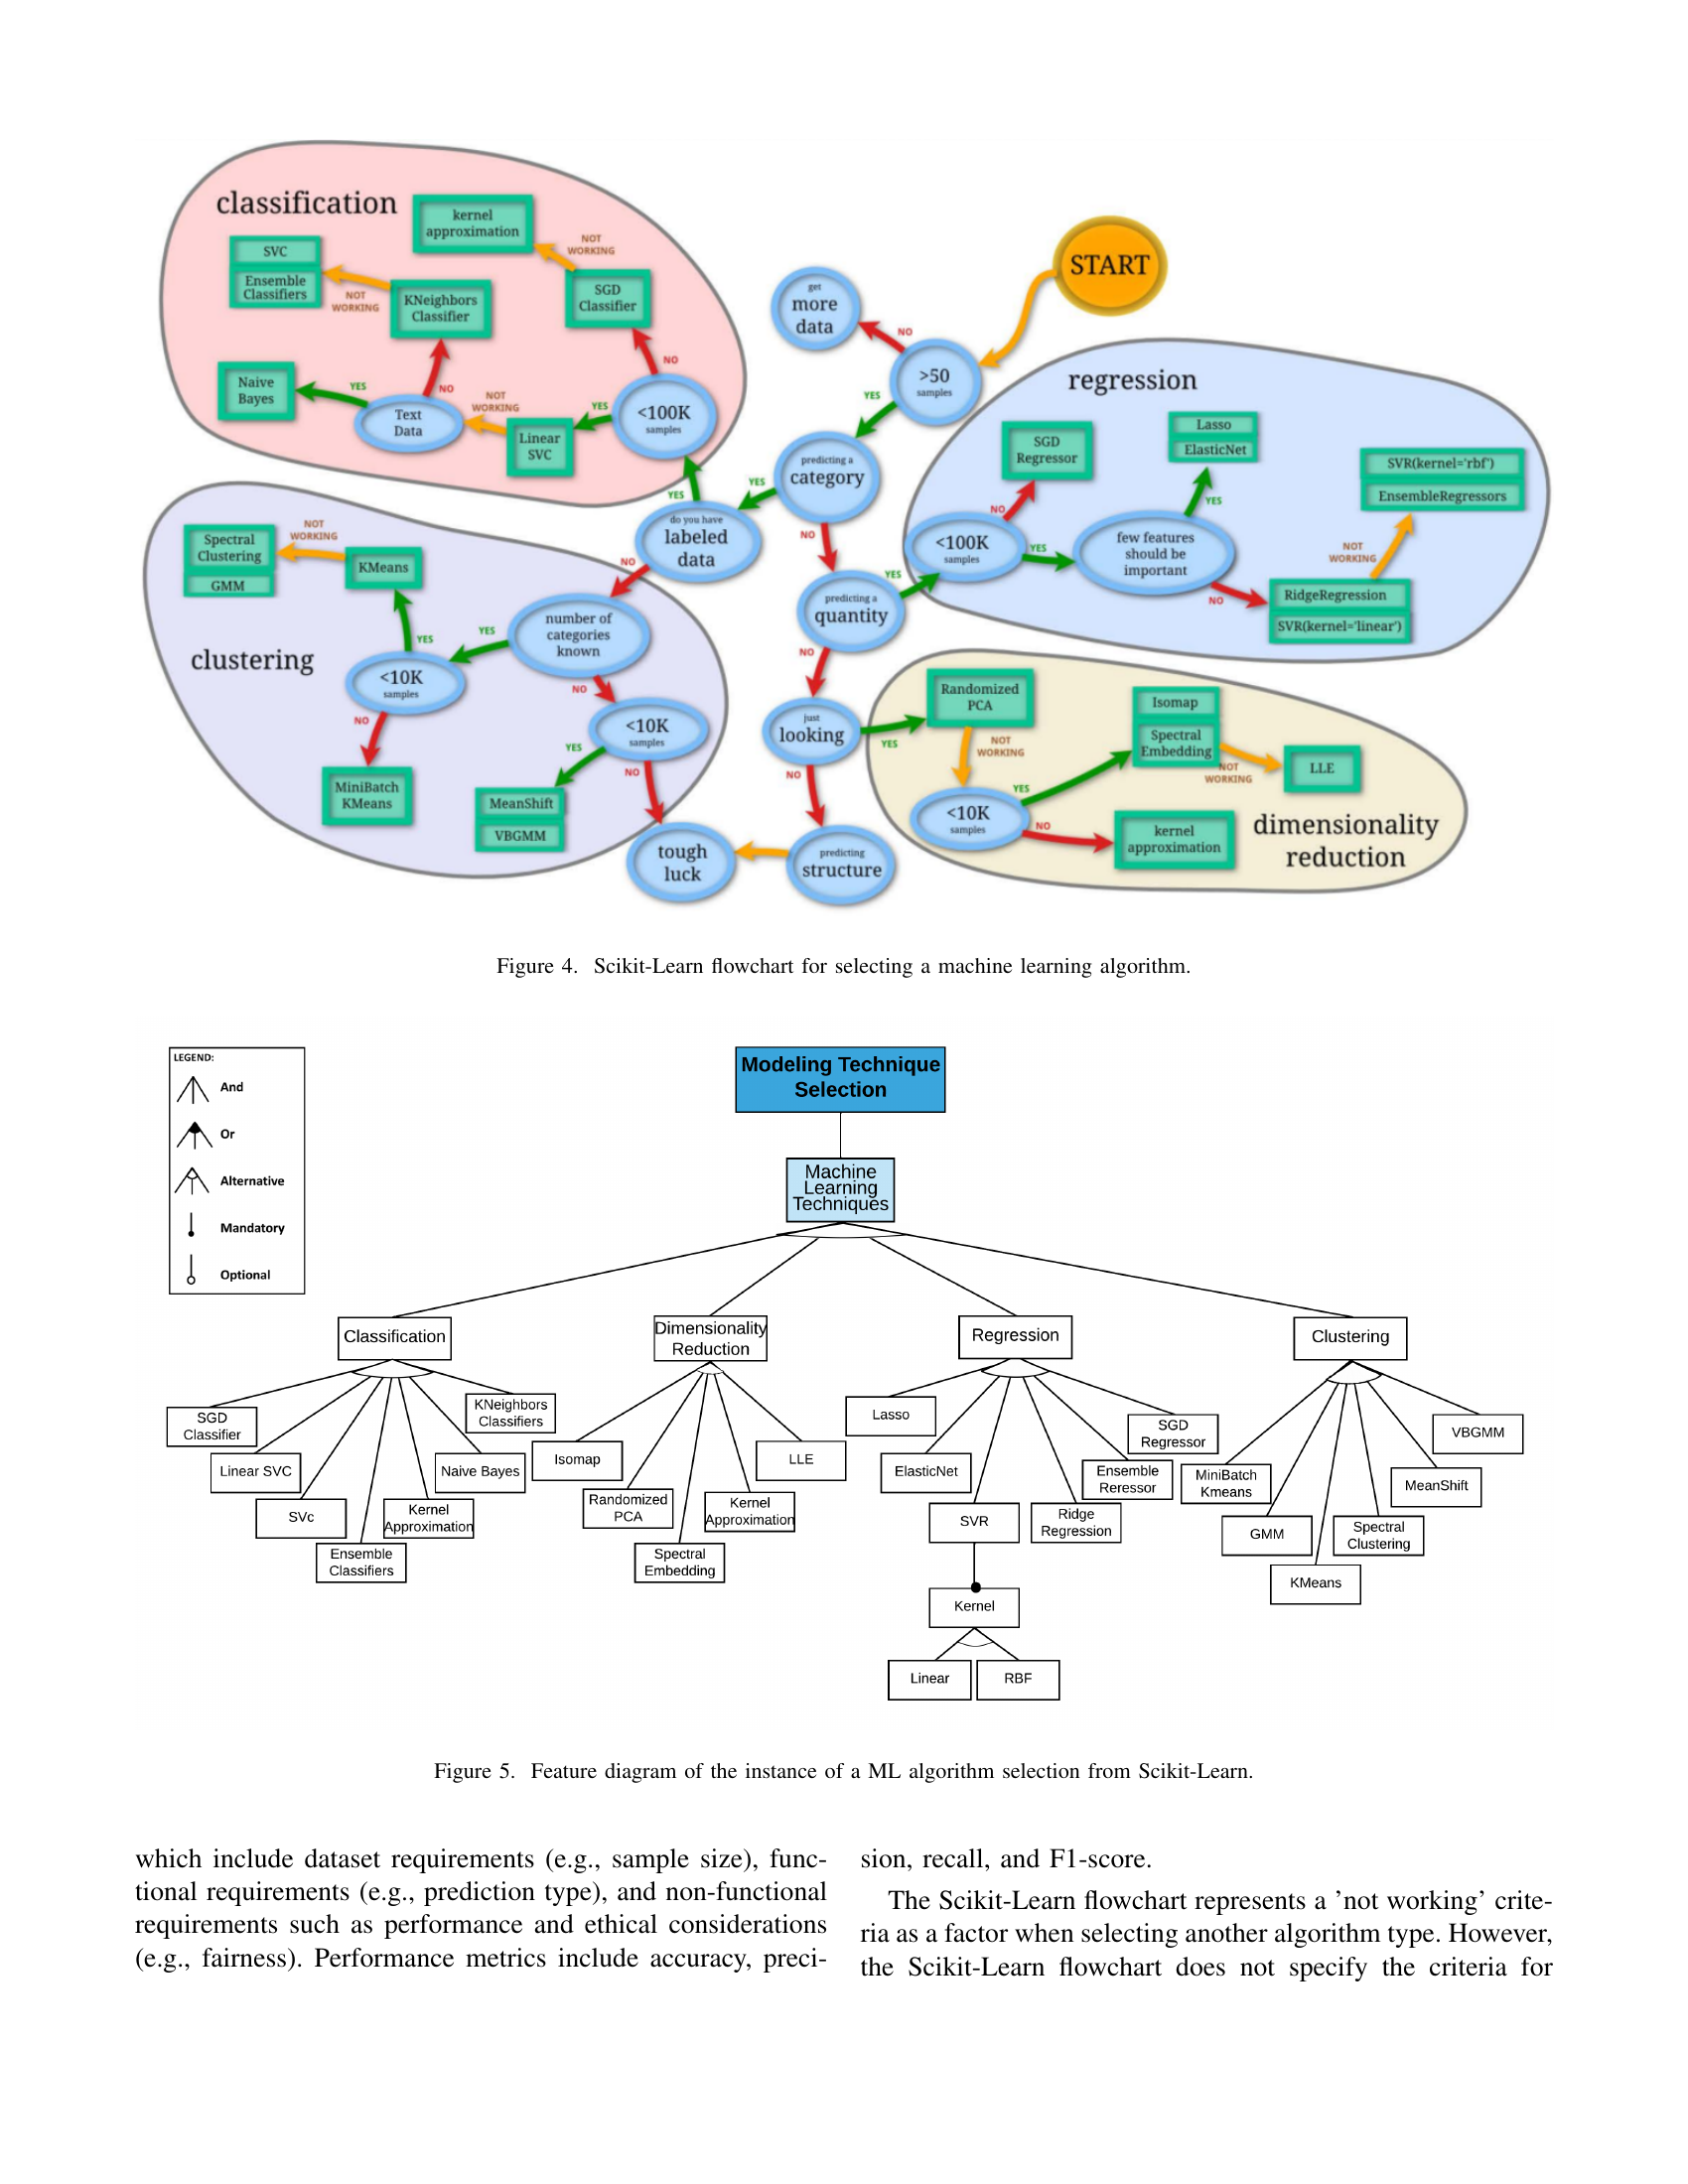 classification
kernel
approximation
NOT
WORKING
SVC
Ensemble
Classifiers
NOT
WORKING
KNeighbors
Classifier
SGD
Classifier
NO
Naive
Bayes
YES
NO
Text
Data
NOT
WORKING
Linear
SVC
YES
<100K
samples
START
get
more
data
NO
>50
samples
YES
predicting a
category
YES
NO
do you have
labeled
data
YES
NO
predicting a
quantity
YES
NO
just
looking
YES
NO
predicting
structure
tough
luck
regression
SGD
Regressor
NO
<100K
samples
YES
Lasso
ElasticNet
YES
few features
should be
important
NO
SVR(kernel='rbf')
EnsembleRegressors
NOT
WORKING
RidgeRegression
SVR(kernel='linear')
clustering
Spectral
Clustering
GMM
NOT
WORKING
KMeans
YES
number of
categories
known
YES
NO
<10K
samples
NO
MiniBatch
KMeans
<10K
samples
YES
NO
MeanShift
VBGMM
Randomized
PCA
NOT
WORKING
<10K
samples
YES
NO
Isomap
Spectral
Embedding
NOT
WORKING
LLE
kernel
approximation
dimensionality
reduction
Figure 4. Scikit-Learn flowchart for selecting a machine learning algorithm.
LEGEND:
And
Or
Alternative
Mandatory
Optional
Modeling Technique
Selection
Machine
Learning
Techniques
Classification
Dimensionality
Reduction
Regression
Clustering
SGD
Classifier
Linear SVC
SVc
Ensemble
Classifiers
Kernel
Approximation
Naive Bayes
KNeighbors
Classifiers
Isomap
Randomized
PCA
Spectral
Embedding
Kernel
Approximation
LLE
Lasso
ElasticNet
SVR
Kernel
Linear
RBF
Ridge
Regression
Ensemble
Reressor
SGD
Regressor
MiniBatch
Kmeans
GMM
KMeans
Spectral
Clustering
MeanShift
VBGMM
Figure 5. Feature diagram of the instance of a ML algorithm selection from Scikit-Learn.
which include dataset requirements (e.g., sample size), func-
tional requirements (e.g., prediction type), and non-functional
requirements such as performance and ethical considerations
(e.g., fairness). Performance metrics include accuracy, preci-
sion, recall, and F1-score.
The Scikit-Learn flowchart represents a ’not working’ crite-
ria as a factor when selecting another algorithm type. However,
the Scikit-Learn flowchart does not specify the criteria for